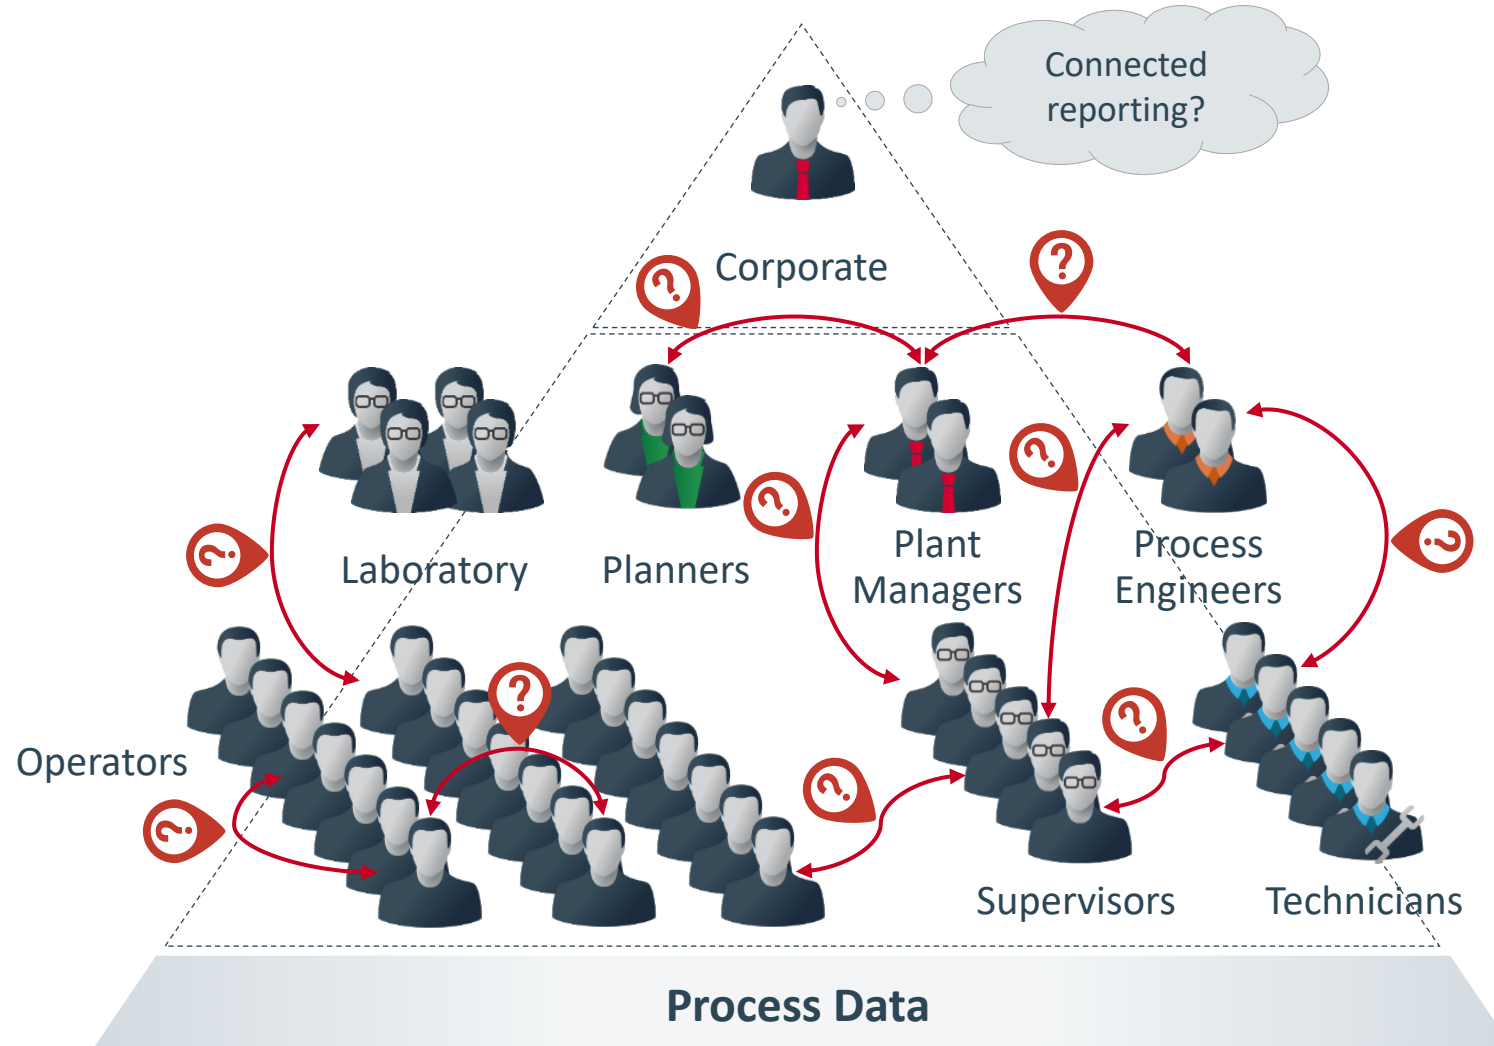 Connected
reporting?
Corporate
?
?
?
?
?
?
Laboratory
Planners
Plant
Managers
Process
Engineers
?
?
?
Operators
?
?
Supervisors
Technicians
Process Data